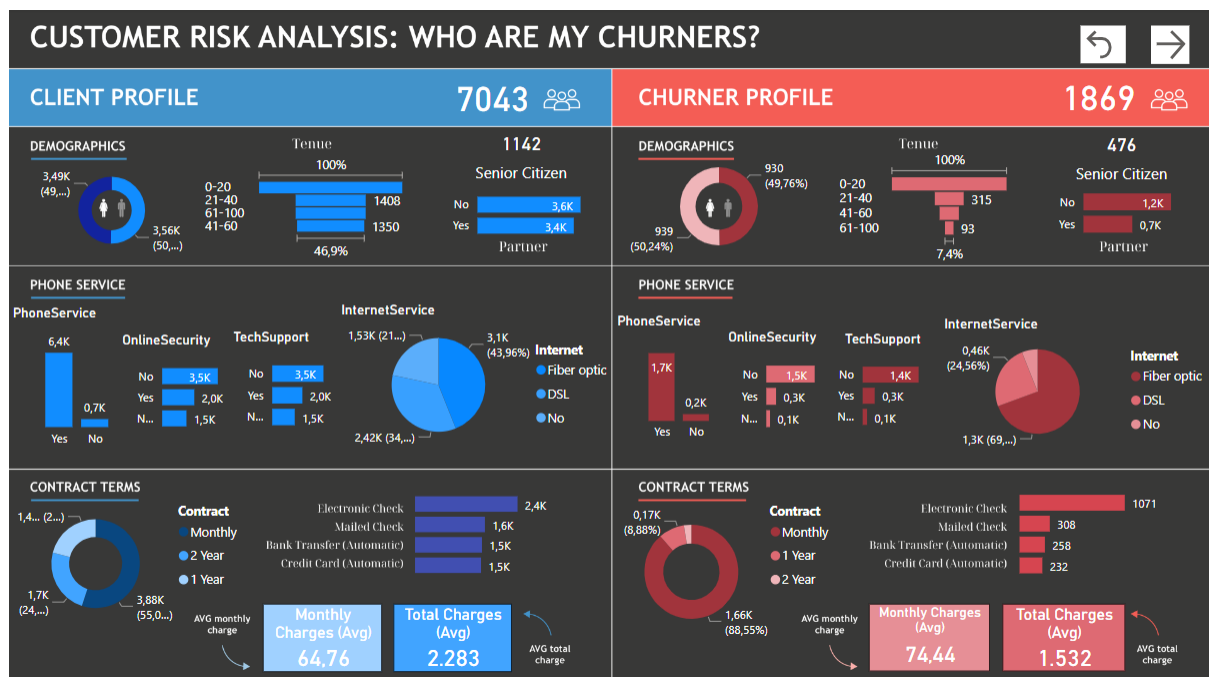 CUSTOMER RISK ANALYSIS: WHO ARE MY CHURNERS?
CLIENT PROFILE
7043
DEMOGRAPHICS
3,49K
(49,...)
3,56K
(50,...)
Tenue
100%
0-20
21-40
1408
61-100
41-60
1350
46,9%
1142
Senior Citizen
No
3,6K
Yes
3,4K
Partner
PHONE SERVICE
PhoneService
6,4K
0,7K
Yes
No
OnlineSecurity
No
3,5K
Yes
2,0K
N...
1,5K
TechSupport
No
3,5K
Yes
2,0K
N...
1,5K
InternetService
1,53K (21...)
3,1K
(43,96%)
2,42K (34,...)
Internet
Fiber optic
DSL
No
CONTRACT TERMS
1,4... (2...)
1,7K
(24,...)
3,88K
(55,0...)
Contract
Monthly
2 Year
1 Year
Electronic Check
2,4K
Mailed Check
1,6K
Bank Transfer (Automatic)
1,5K
Credit Card (Automatic)
1,5K
AVG monthly
charge
Monthly
Charges (Avg)
64,76
Total Charges
(Avg)
2.283
AVG total
charge
CHURNER PROFILE
1869
DEMOGRAPHICS
930
(49,76%)
939
(50,24%)
Tenue
100%
0-20
21-40
315
41-60
61-100
93
7,4%
476
Senior Citizen
No
1,2K
Yes
0,7K
Partner
PHONE SERVICE
PhoneService
1,7K
0,2K
Yes
No
OnlineSecurity
No
1,5K
Yes
0,3K
N...
0,1K
TechSupport
No
1,4K
Yes
0,3K
N...
0,1K
InternetService
0,46K
(24,56%)
1,3K (69,...)
Internet
Fiber optic
DSL
No
CONTRACT TERMS
0,17K
(8,88%)
1,66K
(88,55%)
Contract
Monthly
1 Year
2 Year
Electronic Check
1071
Mailed Check
308
Bank Transfer (Automatic)
258
Credit Card (Automatic)
232
AVG monthly
charge
Monthly Charges
(Avg)
74,44
Total Charges
(Avg)
1.532
AVG total
charge